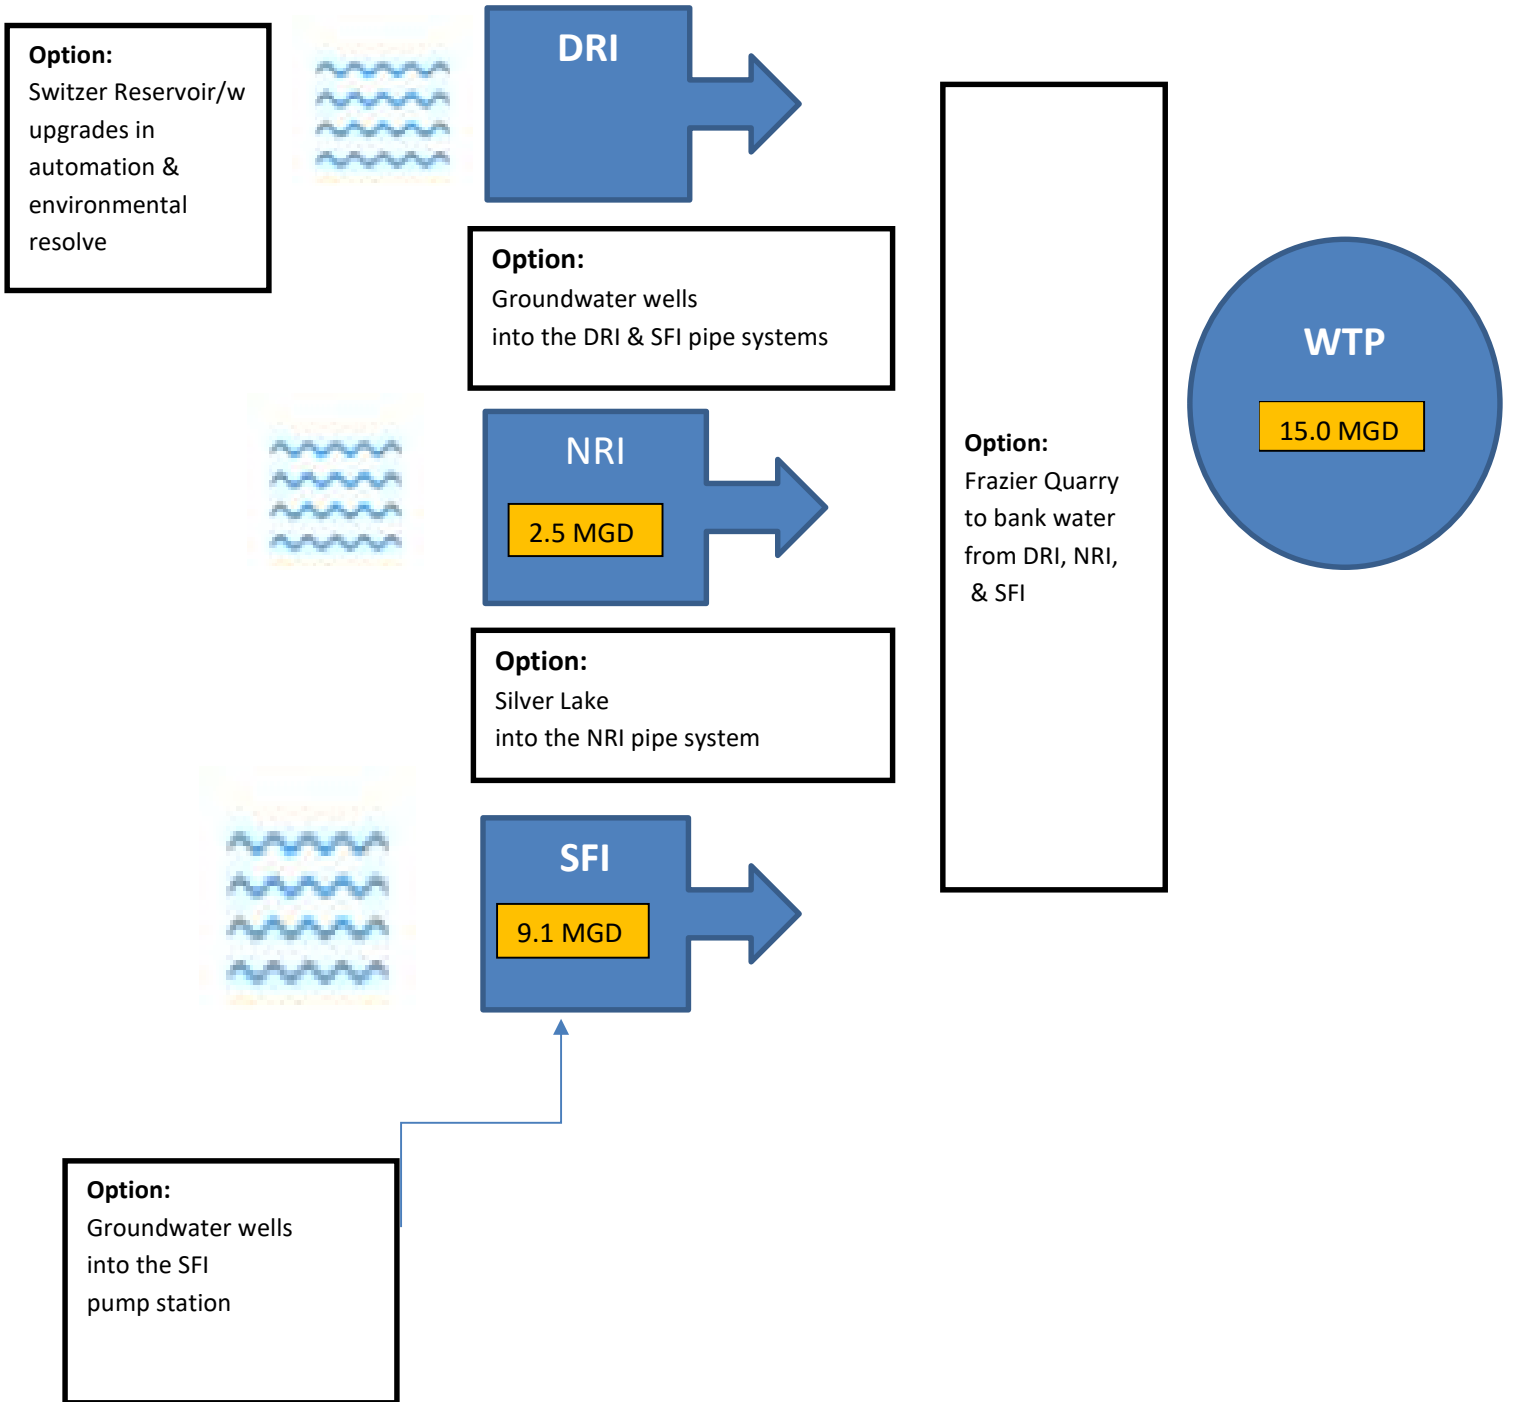 Option:
Switzer Reservoir/w
upgrades in
automation &
environmental
resolve
DRI
Option:
Groundwater wells
into the DRI & SFI pipe systems
NRI
2.5 MGD
Option:
Silver Lake
into the NRI pipe system
SFI
9.1 MGD
Option:
Groundwater wells
into the SFI
pump station
Option:
Frazier Quarry
to bank water
from DRI, NRI,
& SFI
WTP
15.0 MGD